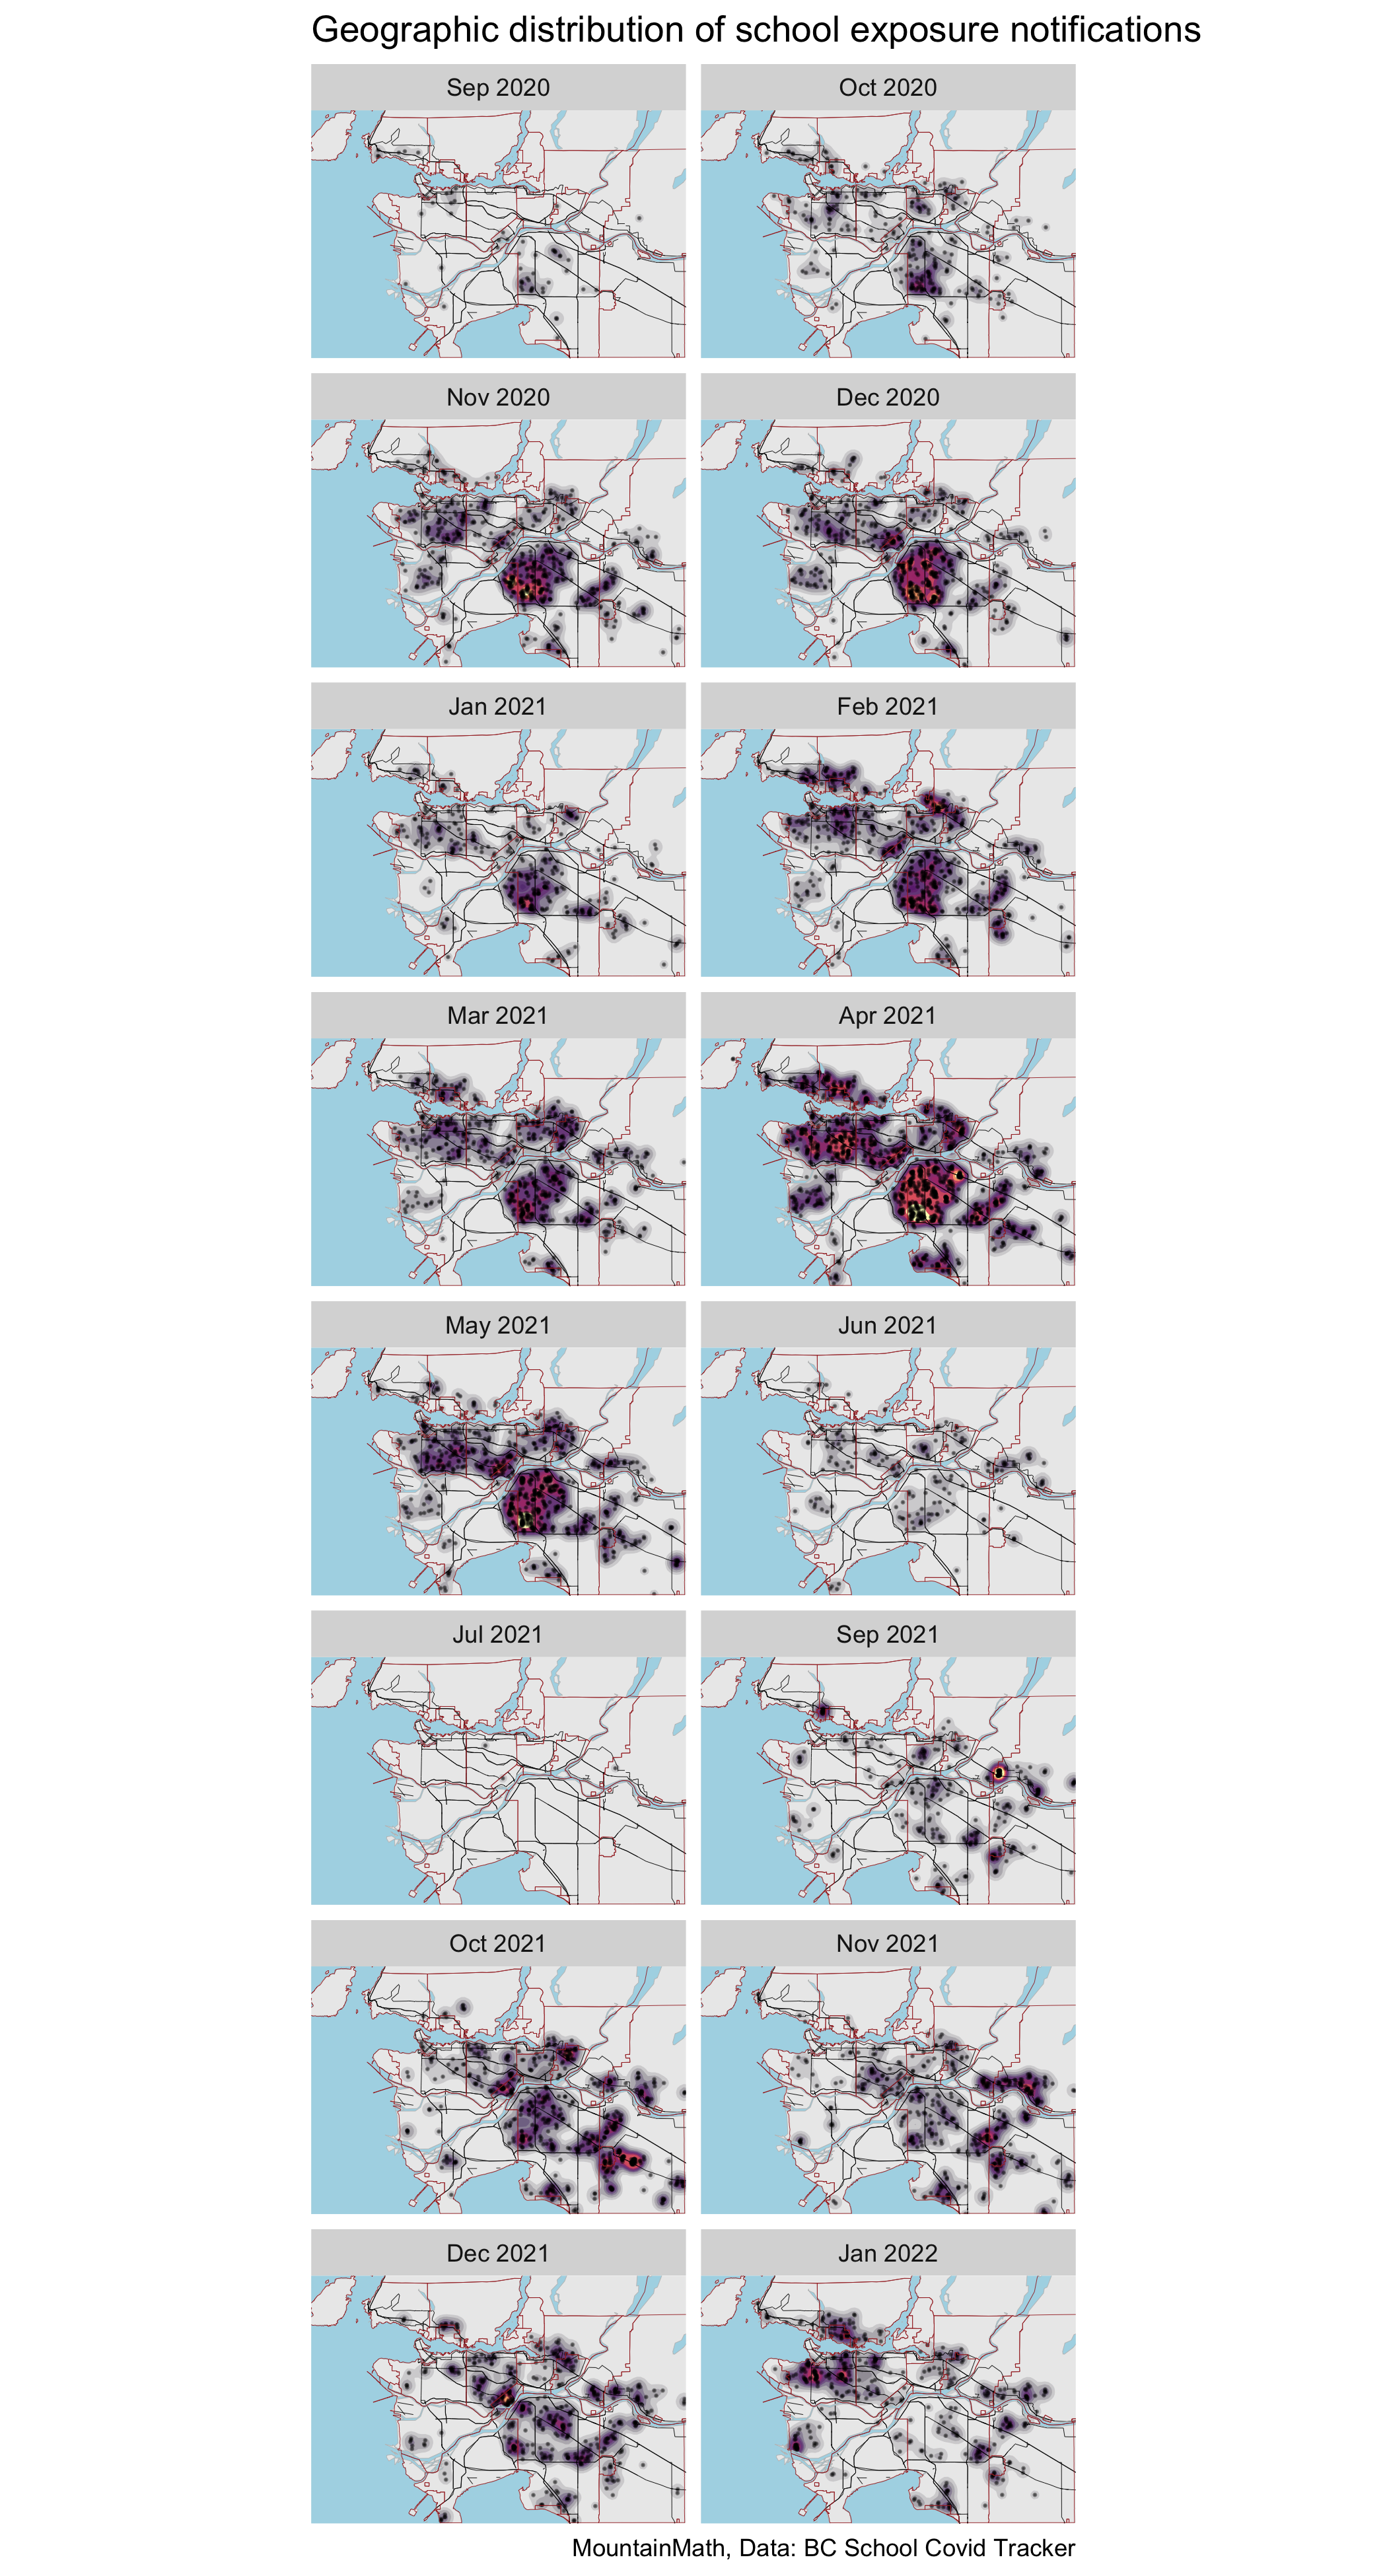 Geographic distribution of school exposure notifications
Sep 2020
Oct 2020
Nov 2020
Dec 2020
Jan 2021
Feb 2021
Mar 2021
Apr 2021
May 2021
Jun 2021
Jul 2021
Sep 2021
Oct 2021
Nov 2021
Dec 2021
Jan 2022
MountainMath, Data: BC School Covid Tracker